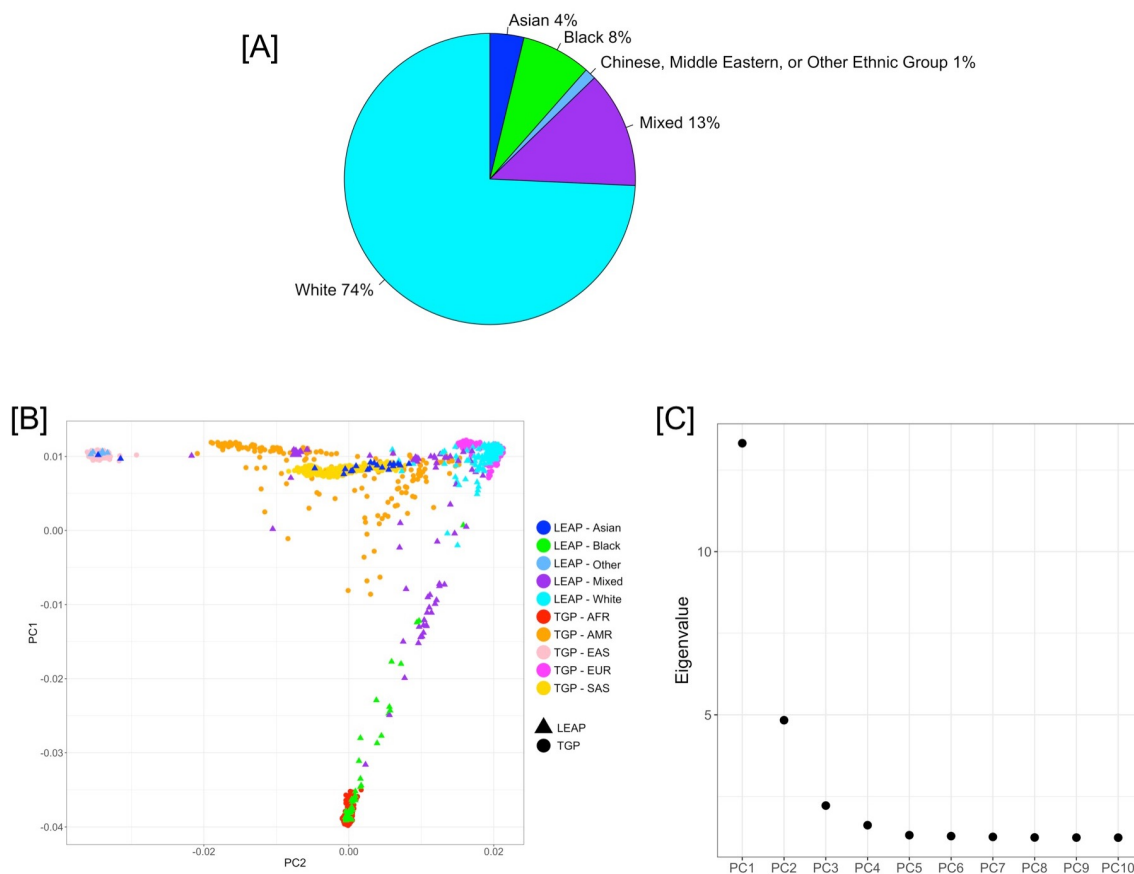 [A]
Asian 4%
Black 8%
Chinese, Middle Eastern, or Other Ethnic Group 1%
Mixed 13%
White 74%
[B]
0.01
0.00
-0.01
-0.02
-0.03
-0.04
PC1
-0.02
0.00
0.02
PC2
LEAP - Asian
LEAP - Black
LEAP - Other
LEAP - Mixed
LEAP - White
TGP - AFR
TGP - AMR
TGP - EAS
TGP - EUR
TGP - SAS
LEAP
TGP
[C]
Eigenvalue
10
5
PC1 PC2 PC3 PC4 PC5 PC6 PC7 PC8 PC9 PC10